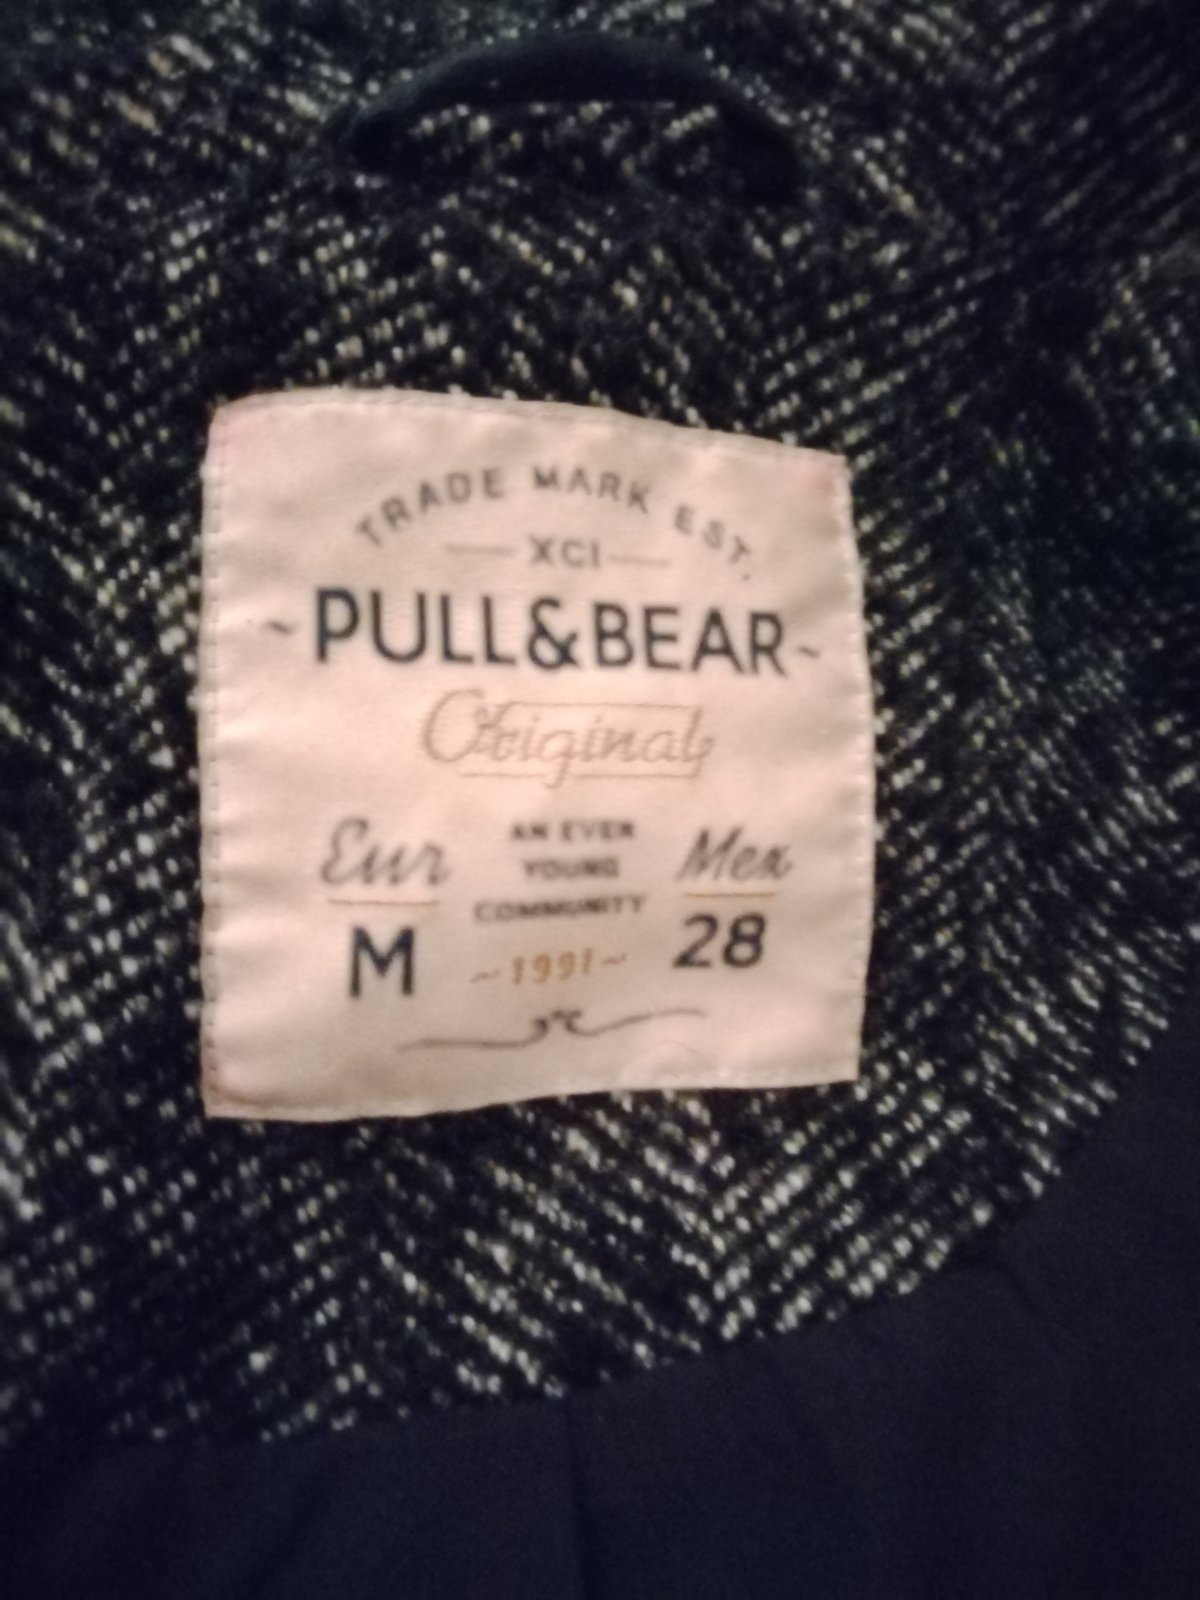 TRADE MARK EST.
XCI
~PULL&BEAR~
Original
Eur
M
AN EVER
YOUNG
COMMUNITY
~1991~
Mex
28